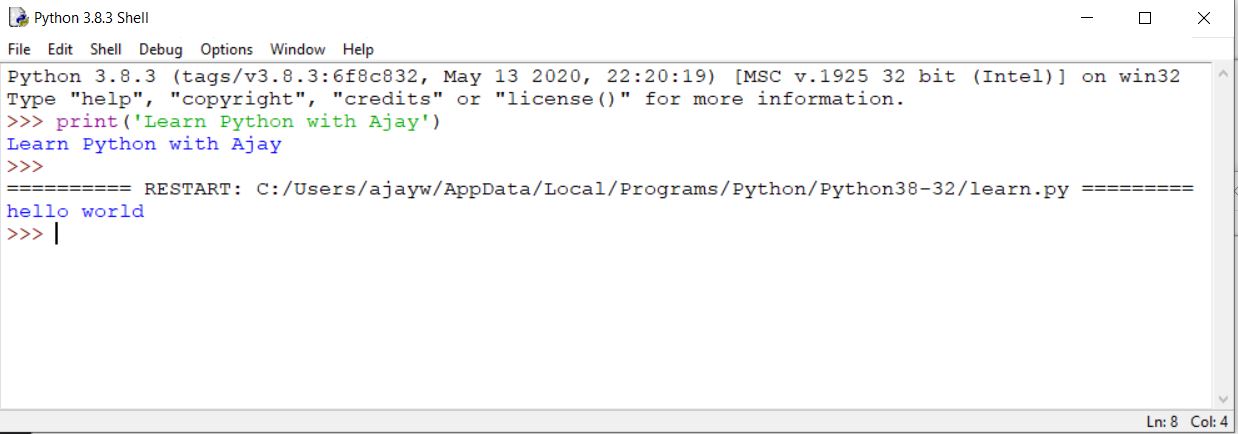 Python 3.8.3 Shell
File Edit Shell Debug Options Window Help
Python 3.8.3 (tags/v3.8.3:6f8c832, May 13 2020, 22:20:19) [MSC v.1925 32 bit (Intel)] on win32
Type "help", "copyright", "credits" or "license()" for more information.
>>> print('Learn Python with Ajay')
Learn Python with Ajay
>>>
========== RESTART: C:/Users/ajayw/AppData/Local/Programs/Python/Python38-32/learn.py =========
hello world
>>>
Ln: 8 Col: 4